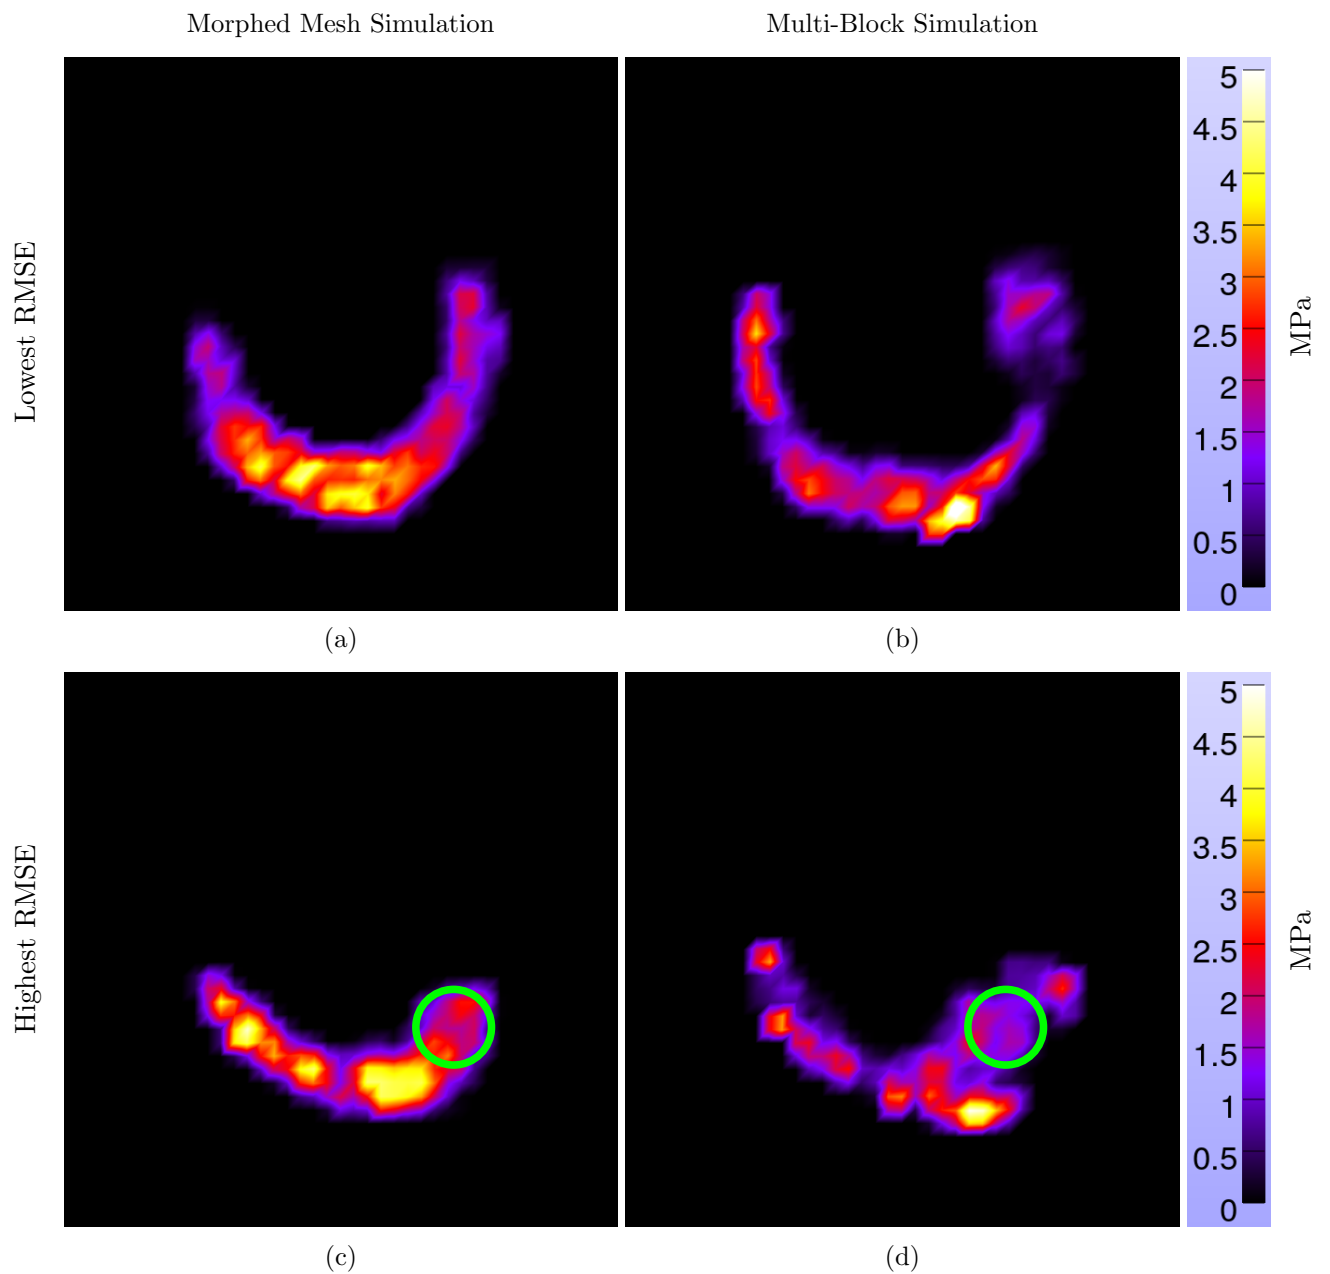 Morphed Mesh Simulation
Multi-Block Simulation
Lowest RMSE
5
4.5
4
3.5
3
2.5
2
1.5
1
0.5
0
MPa
(a)
(b)
Highest RMSE
5
4.5
4
3.5
3
2.5
2
1.5
1
0.5
0
MPa
(c)
(d)